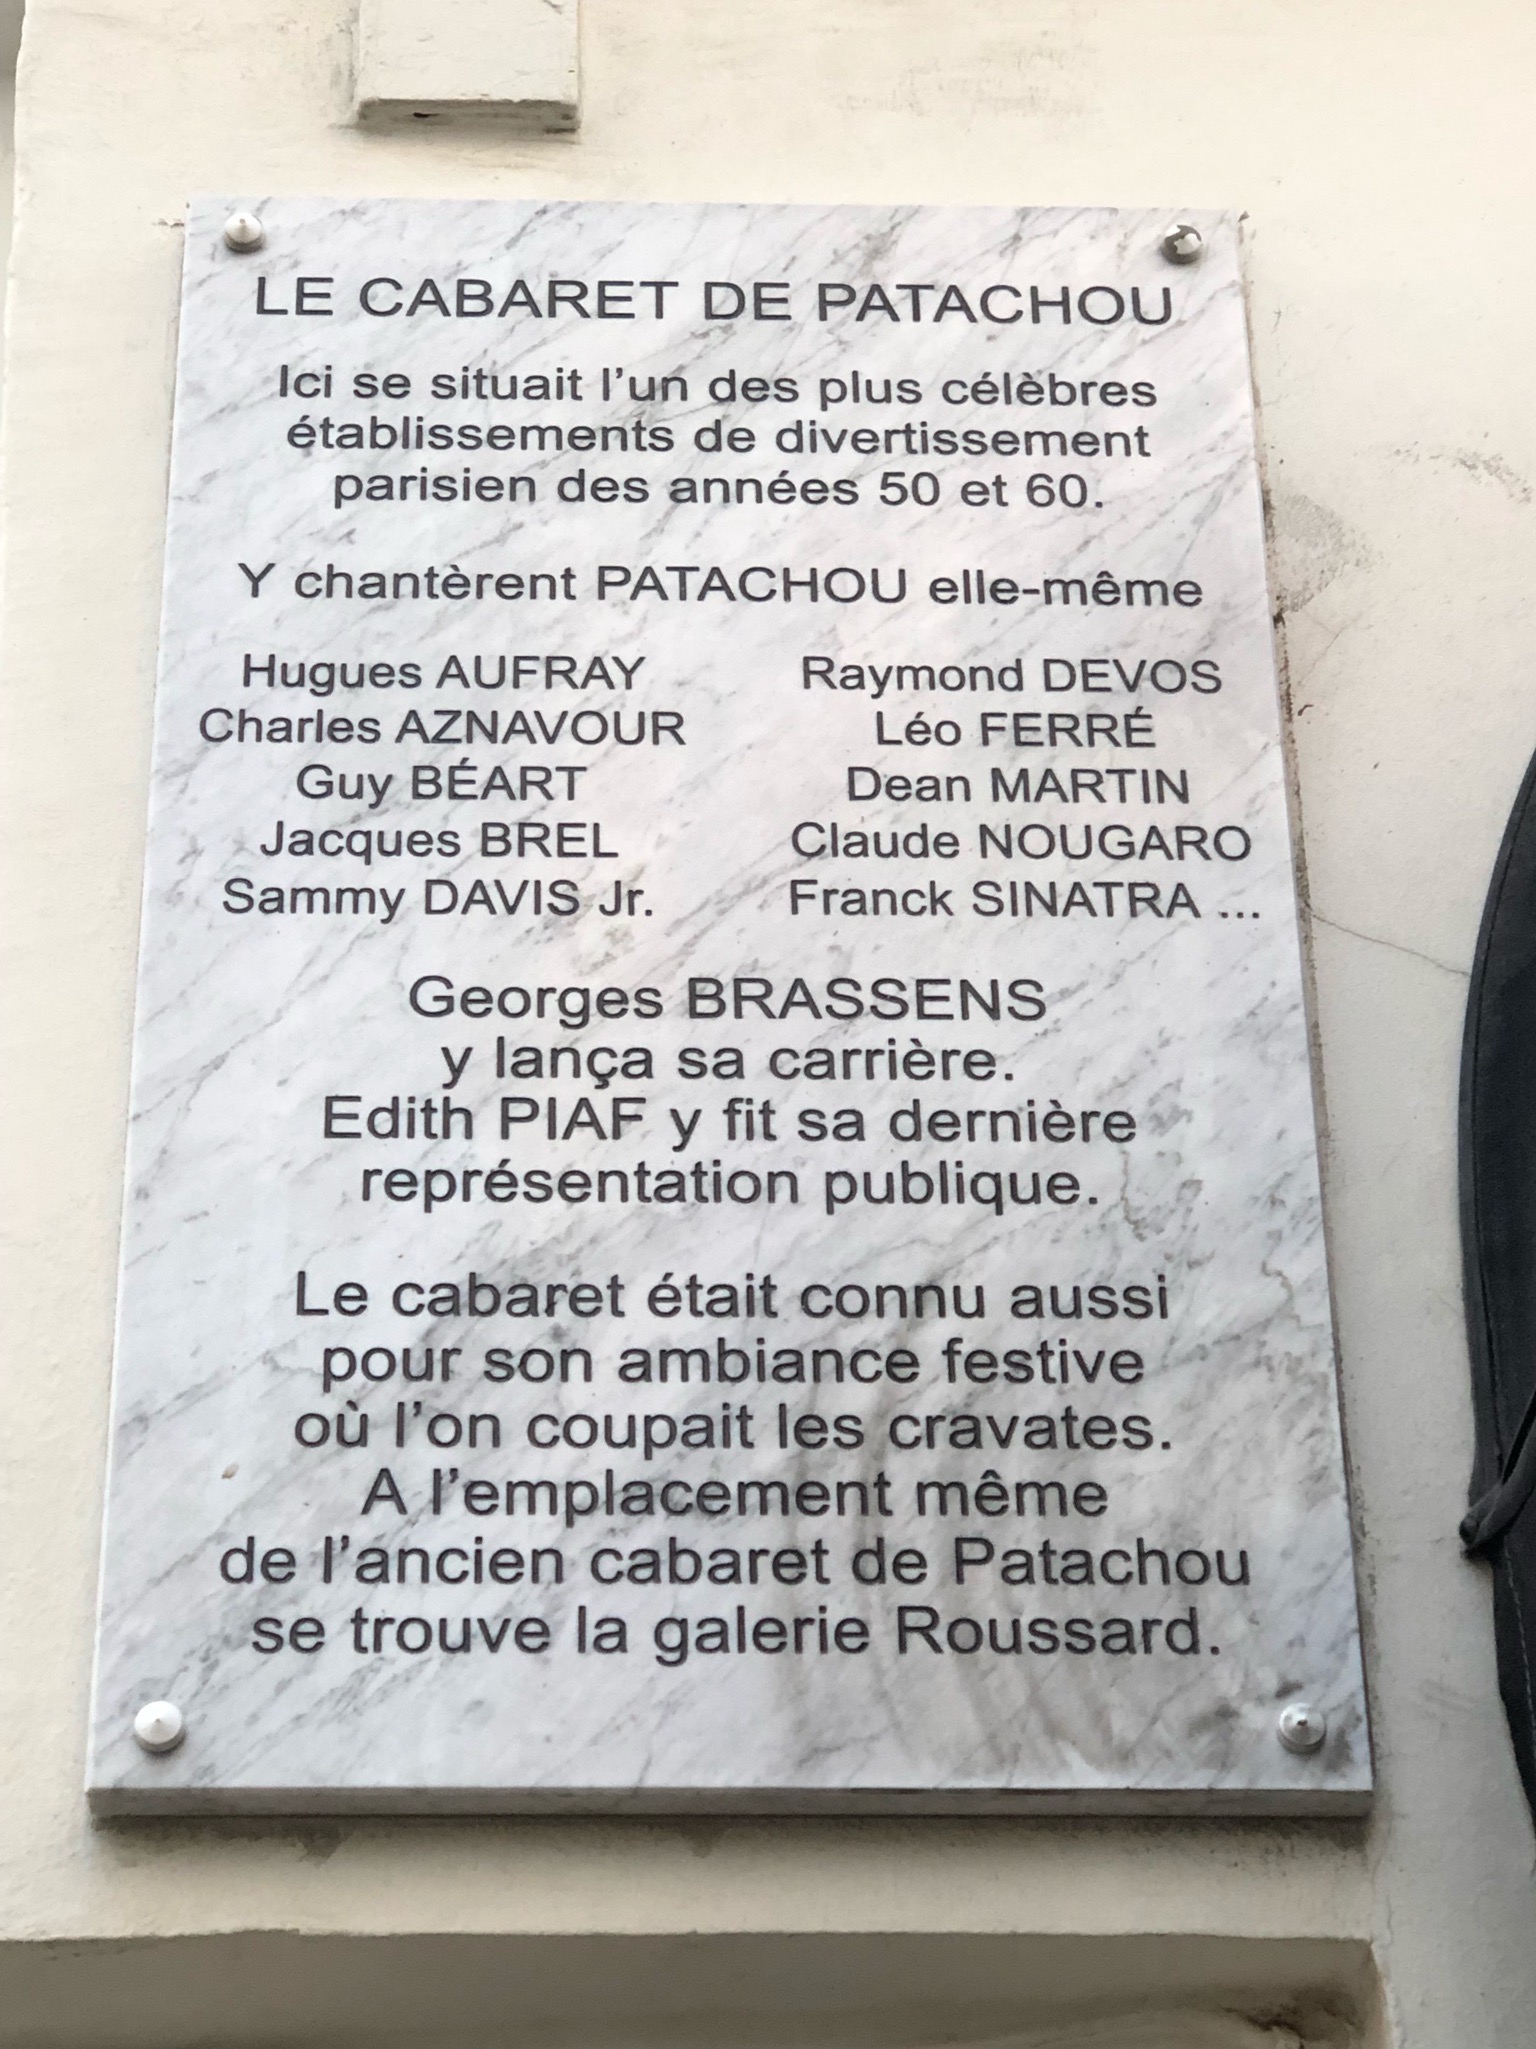 LE CABARET DE PATACHOU
Ici se situait l'un des plus célèbres
établissements de divertissement
parisien des années 50 et 60.
Y chantèrent PATACHOU elle-même
Hugues AUFRAY
Charles AZNAVOUR
Guy BÉART
Jacques BREL
Sammy DAVIS Jr.
Raymond DEVOS
Léo FERRÉ
Dean MARTIN
Claude NOUGARO
Franck SINATRA ...
Georges BRASSENS
y lança sa carrière.
Edith PIAF y fit sa dernière
représentation publique.
Le cabaret était connu aussi
pour son ambiance festive
où l'on coupait les cravates.
A l'emplacement même
de l'ancien cabaret de Patachou
se trouve la galerie Roussard.